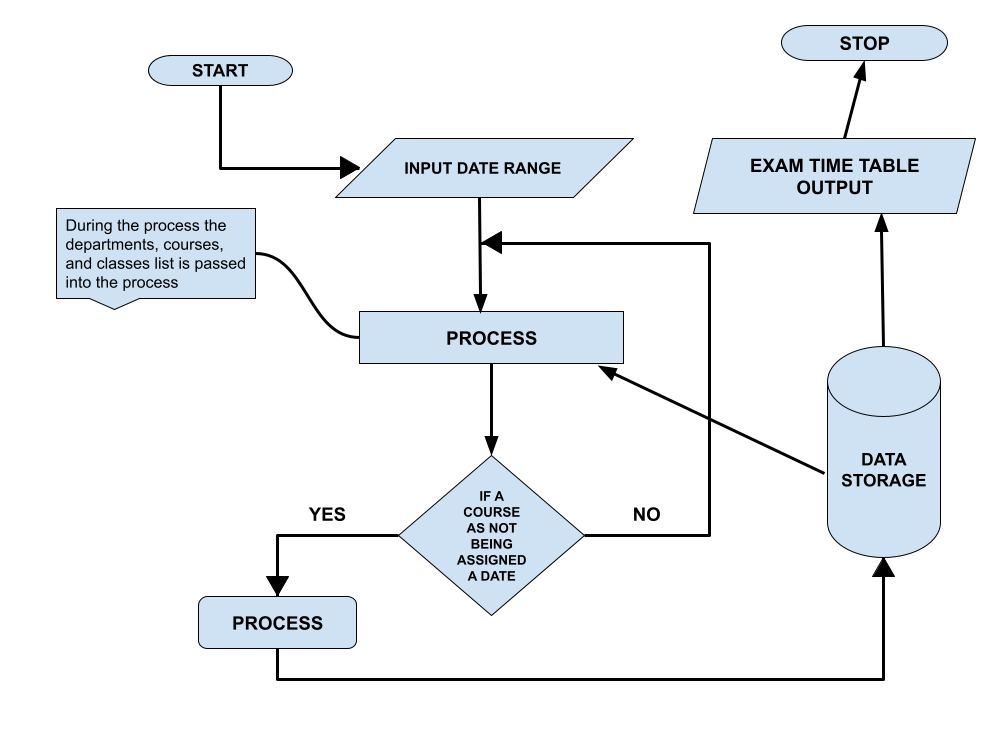 START
STOP
INPUT DATE RANGE
EXAM TIME TABLE
OUTPUT
During the process the
departments, courses,
and classes list is passed
into the process
PROCESS
DATA
STORAGE
IF A
COURSE
AS NOT
BEING
ASSIGNED
A DATE
YES
NO
PROCESS